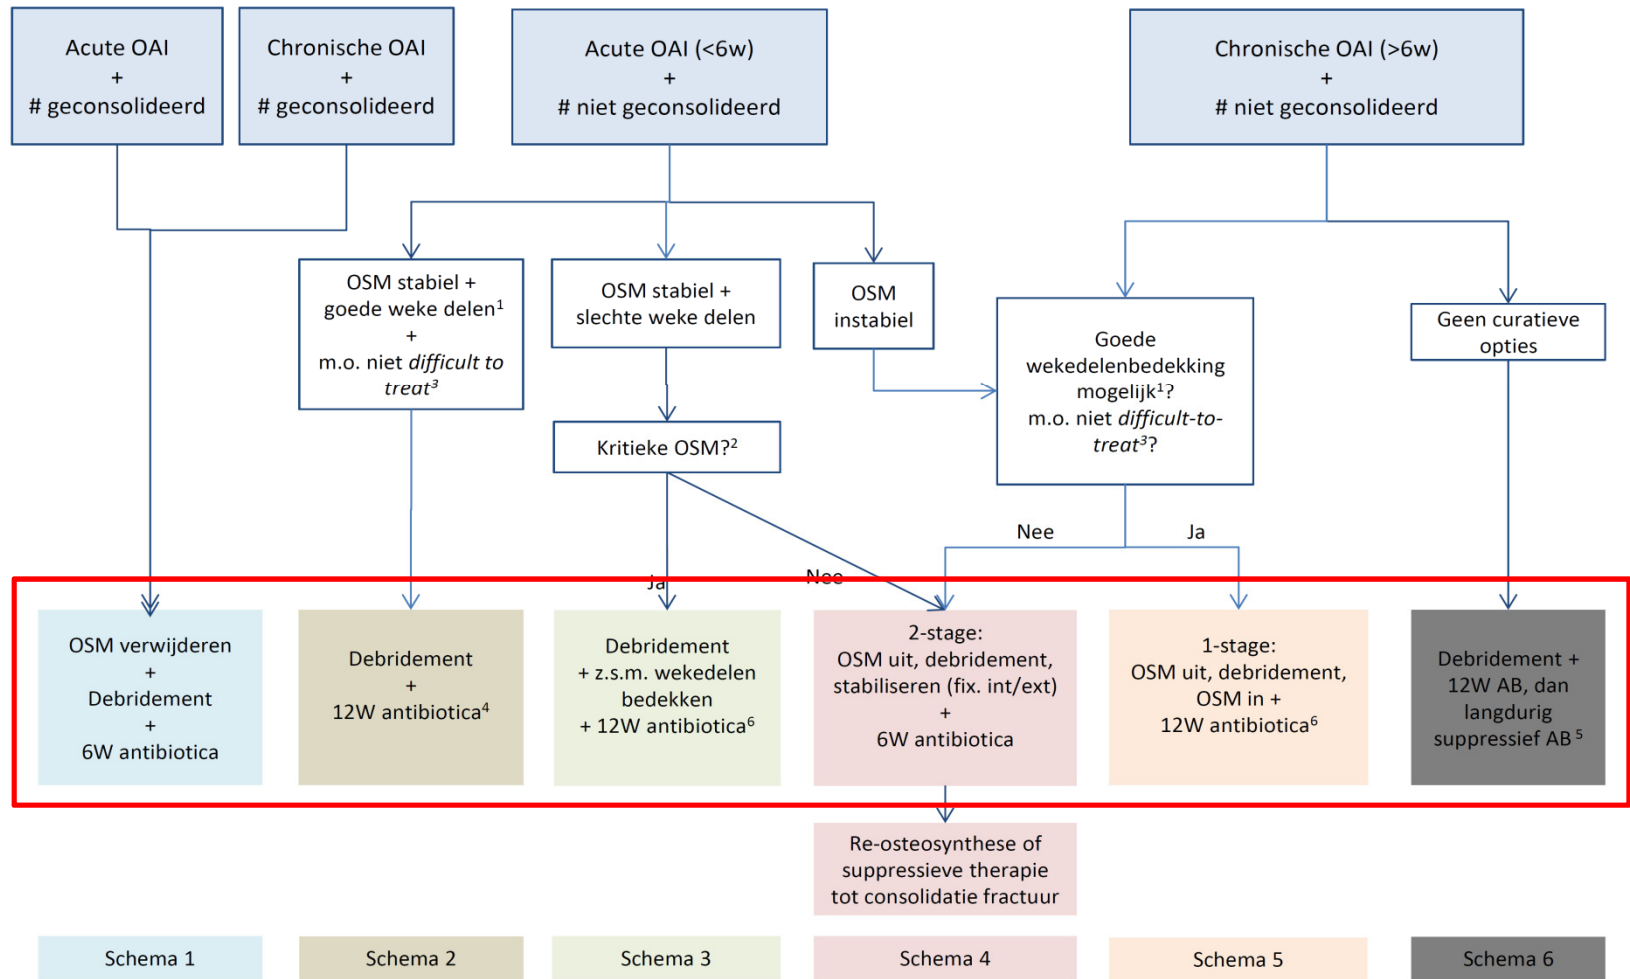 Acute OAI
+
# geconsolideerd
Chronische OAI
+
# geconsolideerd
Acute OAI (<6w)
+
# niet geconsolideerd
Chronische OAI (>6w)
+
# niet geconsolideerd
OSM stabiel +
goede weke delen¹
+
m.o. niet difficult to
treat³
OSM stabiel +
slechte weke delen
OSM
instabiel
Goede
wekedelenbedekking
mogelijk¹?
m.o. niet difficult-to-
treat³?
Geen curatieve
opties
Kritieke OSM?²
Nee
Ja
Ja
Nee
OSM verwijderen
+
Debridement
+
6W antibiotica
Debridement
+
12W antibiotica⁴
Debridement
+ z.s.m. wekedelen
bedekken
+ 12W antibiotica⁶
2-stage:
OSM uit, debridement,
stabiliseren (fix. int/ext)
+
6W antibiotica
1-stage:
OSM uit, debridement,
OSM in +
12W antibiotica⁶
Debridement +
12W AB, dan
langdurig
suppressief AB ⁵
Re-osteosynthese of
suppressieve therapie
tot consolidatie fractuur
Schema 1
Schema 2
Schema 3
Schema 4
Schema 5
Schema 6